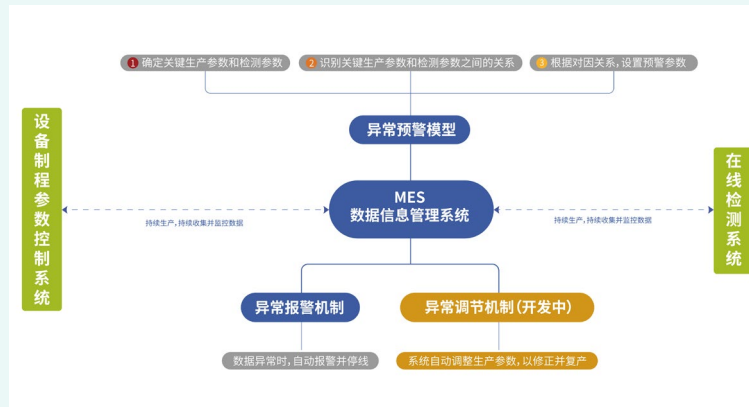 1 确定关键生产参数和检测参数
2 识别关键生产参数和检测参数之间的关系
3 根据对因关系,设置预警参数
异常预警模型
设备制程参数控制系统
MES
数据信息管理系统
在线检测系统
持续生产,持续收集并监控数据
持续生产,持续收集并监控数据
异常报警机制
异常调节机制(开发中)
数据异常时,自动报警并停线
系统自动调整生产参数,以修正并复产